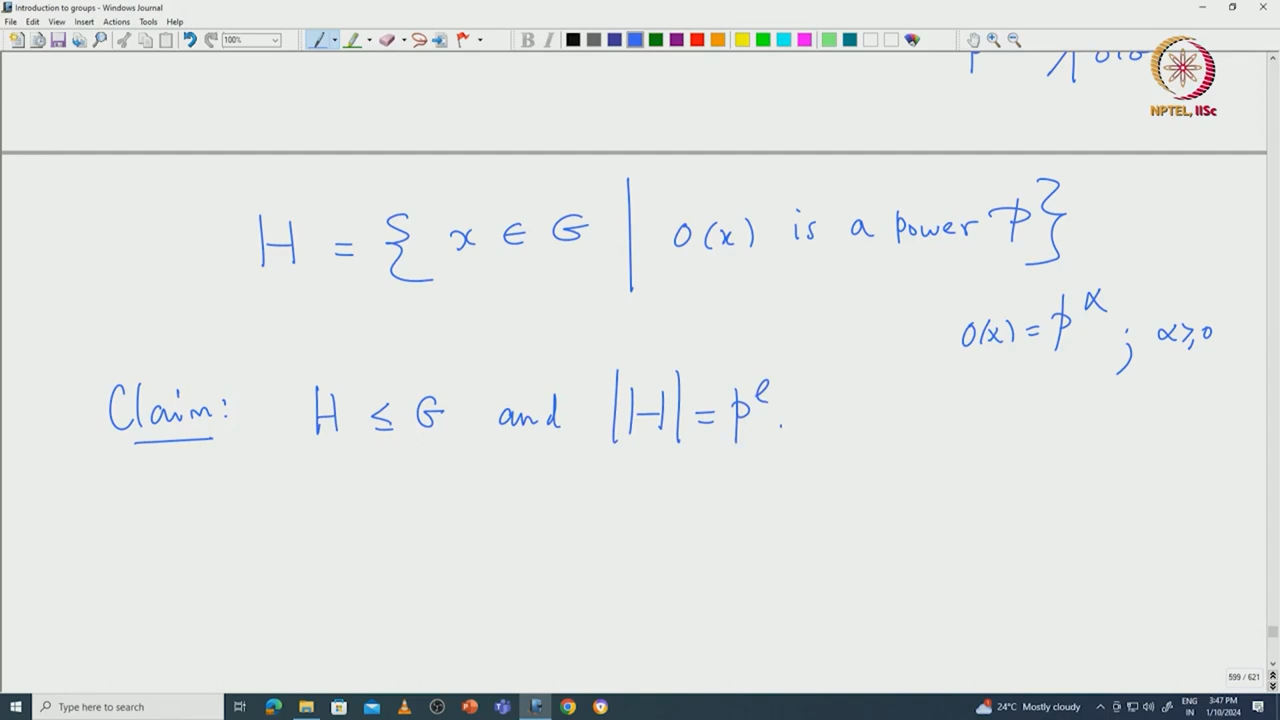 Introduction to groups - Windows Journal
File Edit View Insert Actions Tools Help
100%
NPTEL, IISc
H = { x ∈ G | o(x) is a power p }
o(x) = p^α ; α ≥ 0
Claim: H ≤ G and |H| = p^e.
599 / 621
Type here to search
24°C Mostly cloudy
ENG
IN
3:47 PM
1/10/2024